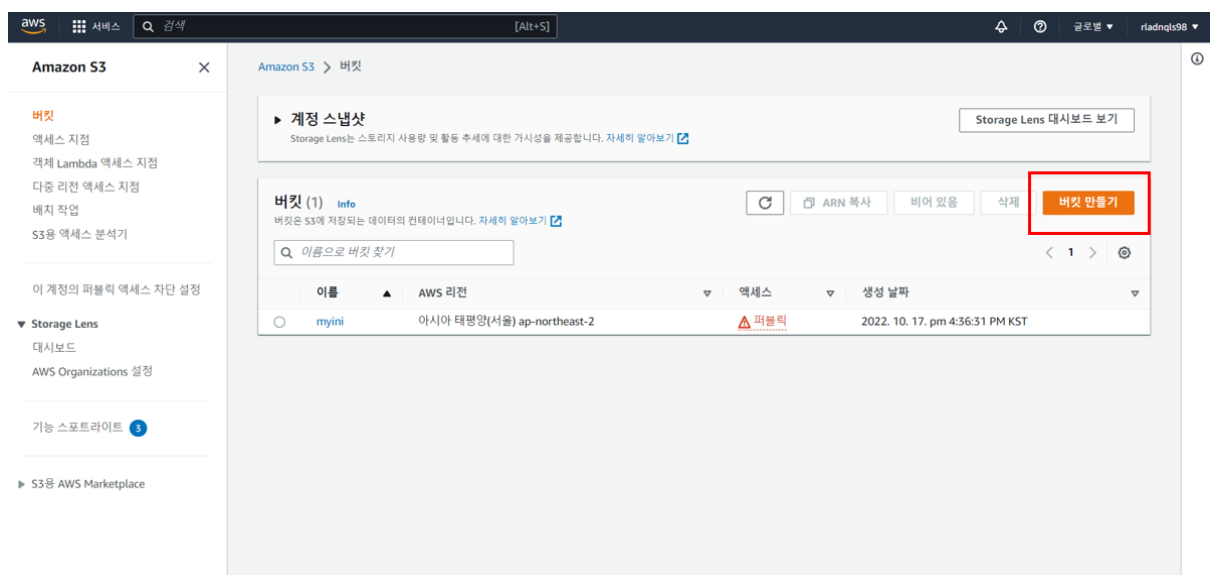 aws
서비스
검색
[Alt+S]
글로벌 ▼
rladnqls98 ▼
Amazon S3
버킷
액세스 지점
객체 Lambda 액세스 지점
다중 리전 액세스 지점
배치 작업
S3용 액세스 분석기
이 계정의 퍼블릭 액세스 차단 설정
▼ Storage Lens
대시보드
AWS Organizations 설정
기능 스포트라이트 3
▶ S3용 AWS Marketplace
Amazon S3 > 버킷
▶ 계정 스냅샷
Storage Lens는 스토리지 사용량 및 활동 추세에 대한 가시성을 제공합니다. 자세히 알아보기
Storage Lens 대시보드 보기
버킷 (1) Info
버킷은 S3에 저장되는 데이터의 컨테이너입니다. 자세히 알아보기
ARN 복사
비어 있음
삭제
버킷 만들기
이름으로 버킷 찾기
< 1 >
이름 ▲ AWS 리전 ▽ 액세스 ▽ 생성 날짜 ▽
myini 아시아 태평양(서울) ap-northeast-2 퍼블릭 2022. 10. 17. pm 4:36:31 PM KST